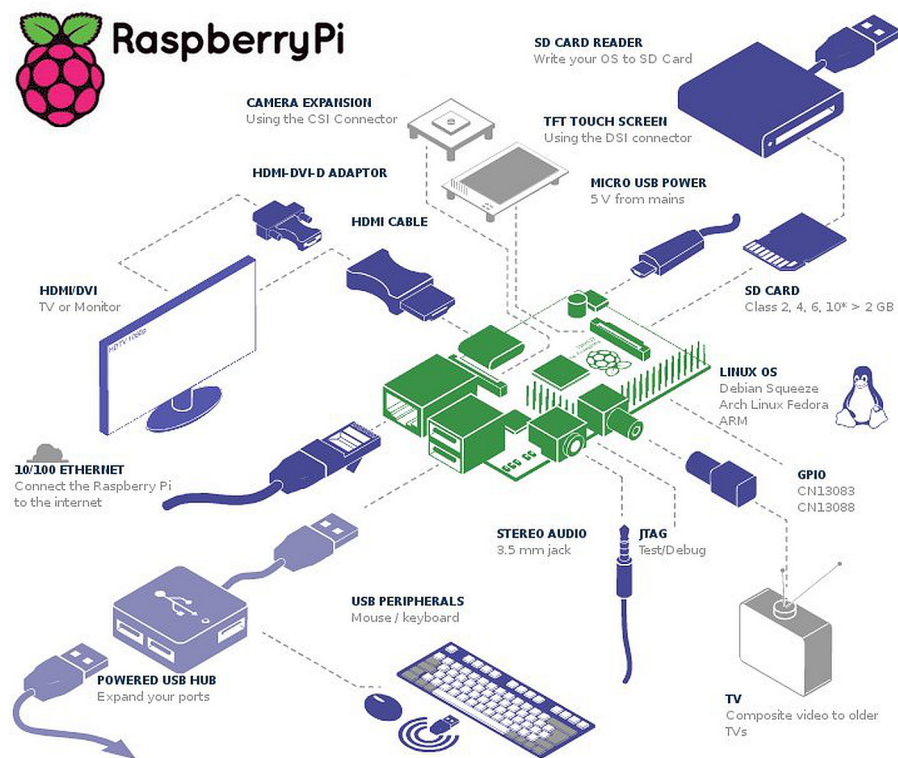 RaspberryPi
SD CARD READER
Write your OS to SD Card
CAMERA EXPANSION
Using the CSI Connector
TFT TOUCH SCREEN
Using the DSI connector
HDMI-DVI-D ADAPTOR
MICRO USB POWER
5 V from mains
HDMI CABLE
HDMI/DVI
TV or Monitor
SD CARD
Class 2, 4, 6, 10* > 2 GB
HDTV 1080p
LINUX OS
Debian Squeeze
Arch Linux Fedora
ARM
10/100 ETHERNET
Connect the Raspberry Pi
to the internet
GPIO
CN13083
CN13088
STEREO AUDIO
3.5 mm jack
JTAG
Test/Debug
USB PERIPHERALS
Mouse / keyboard
POWERED USB HUB
Expand your ports
TV
Composite video to older
TVs